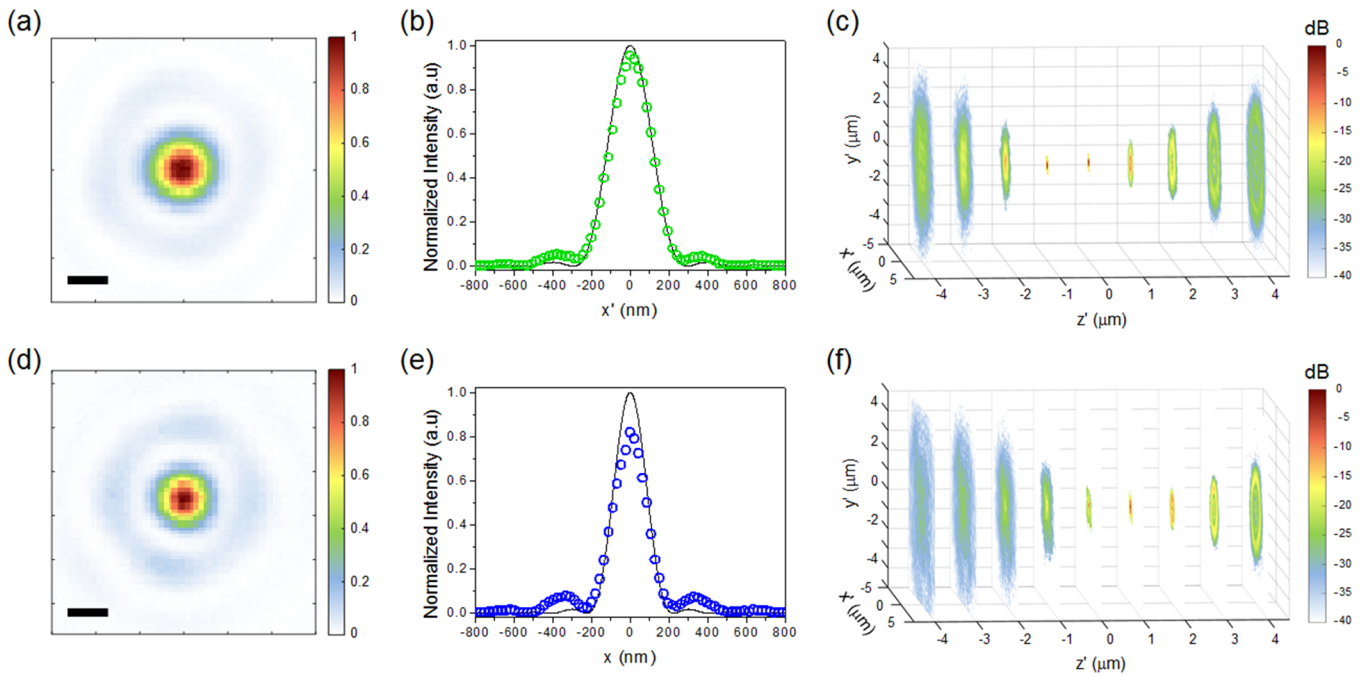 (a)
1
0.8
0.6
0.4
0.2
0
(b)
Normalized Intensity (a.u)
1.0
0.8
0.6
0.4
0.2
0.0
-800 -600 -400 -200 0 200 400 600 800
x' (nm)
(c)
dB
0
-5
-10
-15
-20
-25
-30
-35
-40
y' (μm)
4
2
0
-2
-4
-5
0
5
x' (μm)
-4 -3 -2 -1 0 1 2 3 4
z' (μm)
(d)
1
0.8
0.6
0.4
0.2
0
(e)
Normalized Intensity (a.u)
1.0
0.8
0.6
0.4
0.2
0.0
-800 -600 -400 -200 0 200 400 600 800
x (nm)
(f)
dB
0
-5
-10
-15
-20
-25
-30
-35
-40
y' (μm)
4
2
0
-2
-4
-5
0
5
x' (μm)
-4 -3 -2 -1 0 1 2 3 4
z' (μm)